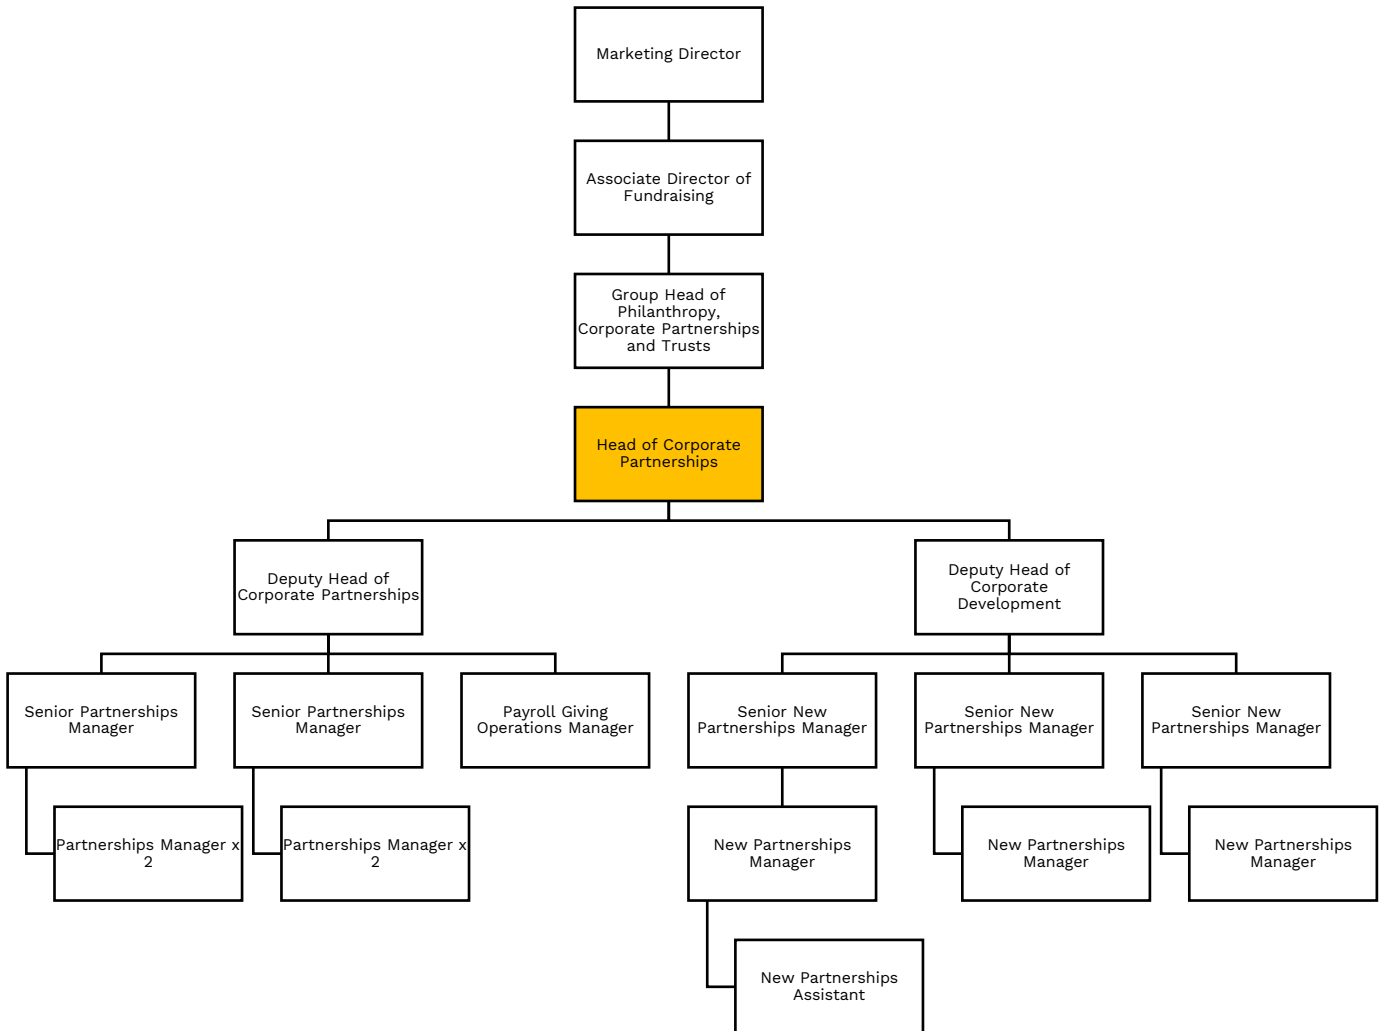 Marketing Director
Associate Director of
Fundraising
Group Head of
Philanthropy,
Corporate Partnerships
and Trusts
Head of Corporate
Partnerships
Deputy Head of
Corporate Partnerships
Deputy Head of
Corporate
Development
Senior Partnerships
Manager
Senior Partnerships
Manager
Payroll Giving
Operations Manager
Senior New
Partnerships Manager
Senior New
Partnerships Manager
Senior New
Partnerships Manager
Partnerships Manager x
2
Partnerships Manager x
2
New Partnerships
Manager
New Partnerships
Manager
New Partnerships
Manager
New Partnerships
Assistant